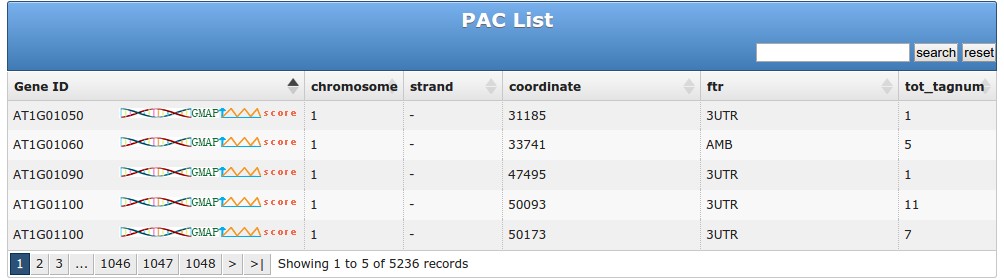 PAC List
search reset
Gene ID chromosome strand coordinate ftr tot_tagnum
AT1G01050 GMAP score 1 - 31185 3UTR 1
AT1G01060 GMAP score 1 - 33741 AMB 5
AT1G01090 GMAP score 1 - 47495 3UTR 1
AT1G01100 GMAP score 1 - 50093 3UTR 11
AT1G01100 GMAP score 1 - 50173 3UTR 7
1 2 3 ... 1046 1047 1048 > >| Showing 1 to 5 of 5236 records